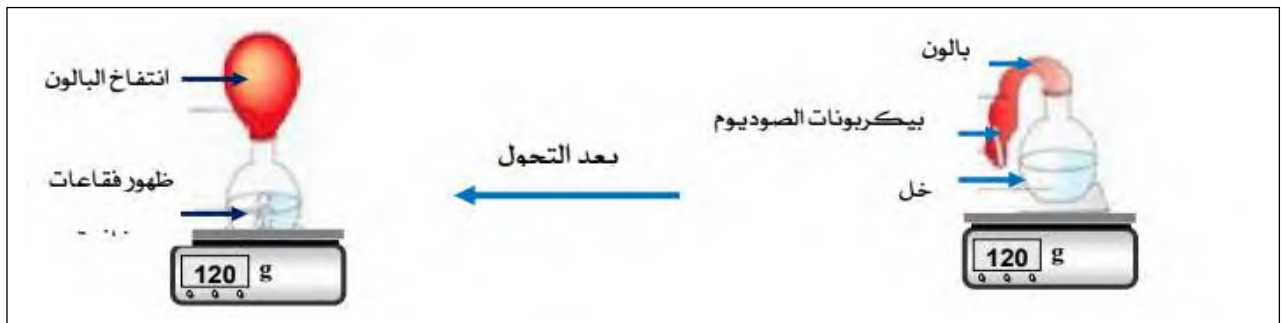 بالون
بيكربونات الصوديوم
خل
120 g
بعد التحول
انتفاخ البالون
ظهور فقاعات
120 g